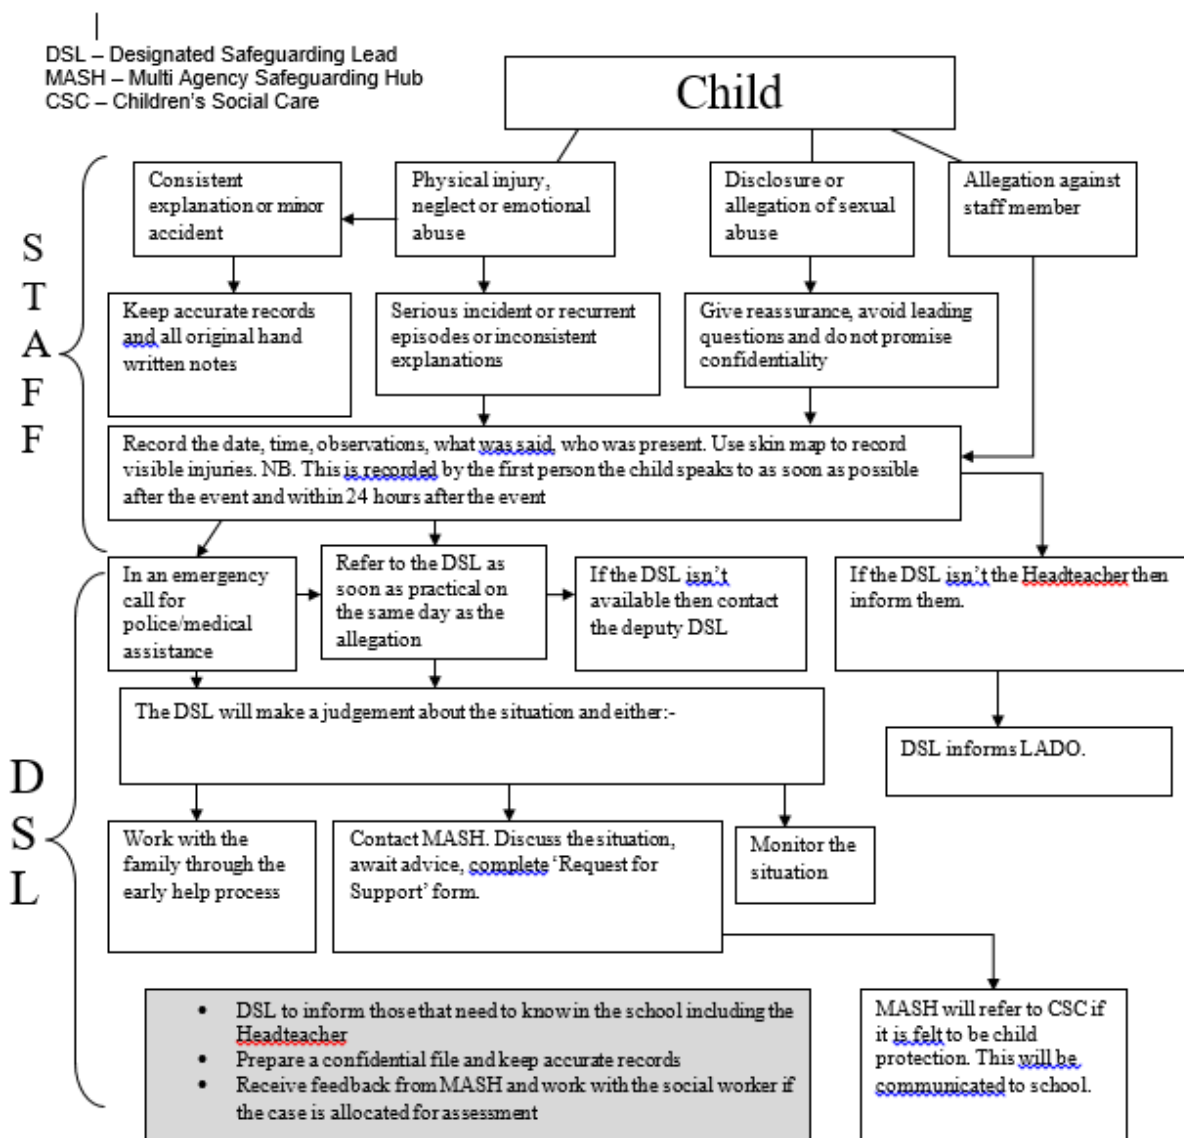 DSL – Designated Safeguarding Lead
MASH – Multi Agency Safeguarding Hub
CSC – Children's Social Care
Child
S
T
A
F
F
Consistent
explanation or minor
accident
Physical injury,
neglect or emotional
abuse
Disclosure or
allegation of sexual
abuse
Allegation against
staff member
Keep accurate records
and all original hand
written notes
Serious incident or recurrent
episodes or inconsistent
explanations
Give reassurance, avoid leading
questions and do not promise
confidentiality
Record the date, time, observations, what was said, who was present. Use skin map to record
visible injuries. NB. This is recorded by the first person the child speaks to as soon as possible
after the event and within 24 hours after the event
D
S
L
In an emergency
call for
police/medical
assistance
Refer to the DSL as
soon as practical on
the same day as the
allegation
If the DSL isn't
available then contact
the deputy DSL
If the DSL isn't the Headteacher then
inform them.
The DSL will make a judgement about the situation and either:-
DSL informs LADO.
Work with the
family through the
early help process
Contact MASH. Discuss the situation,
await advice, complete 'Request for
Support' form.
Monitor the
situation
• DSL to inform those that need to know in the school including the
Headteacher
• Prepare a confidential file and keep accurate records
• Receive feedback from MASH and work with the social worker if
the case is allocated for assessment
MASH will refer to CSC if
it is felt to be child
protection. This will be
communicated to school.